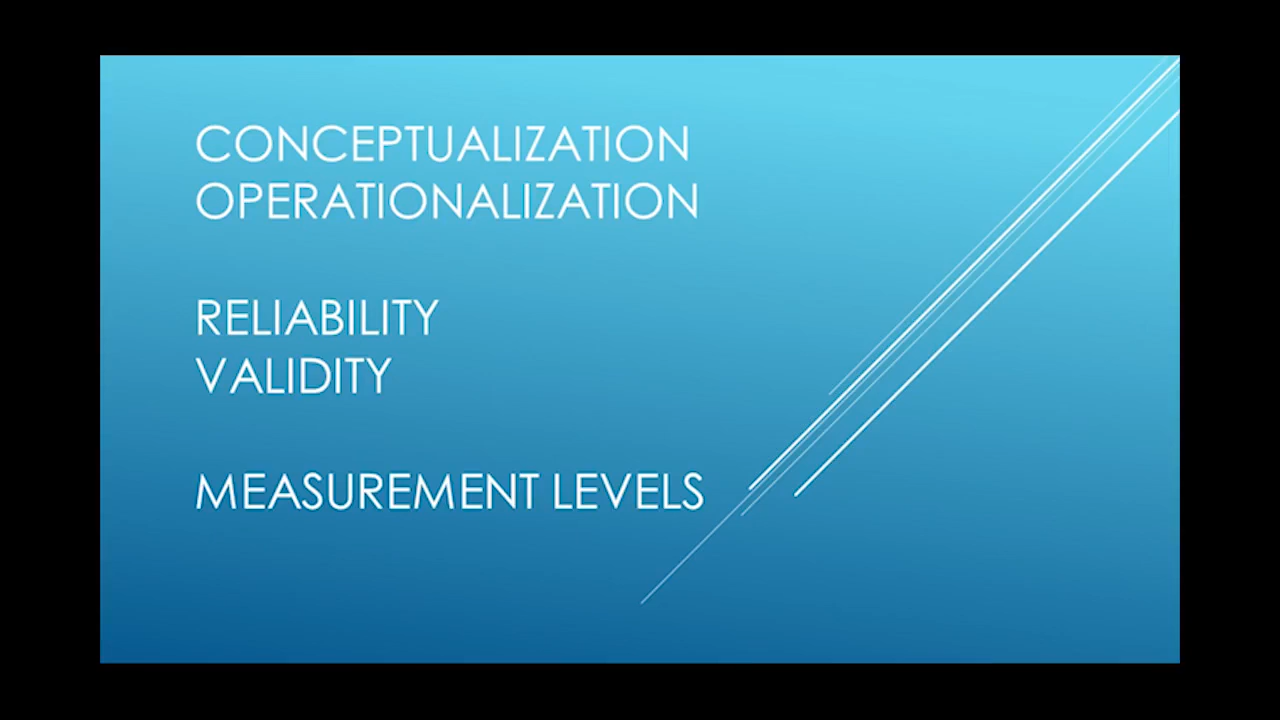 CONCEPTUALIZATION
OPERATIONALIZATION
RELIABILITY
VALIDITY
MEASUREMENT LEVELS